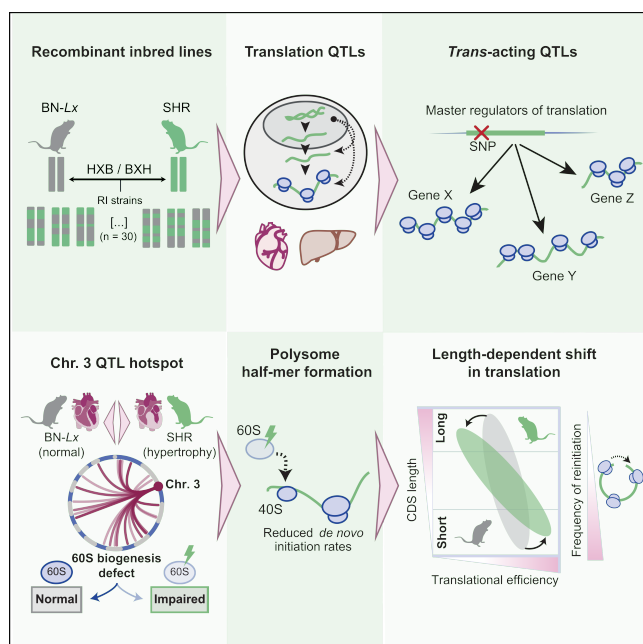 Recombinant inbred lines
BN-Lx
SHR
HXB / BXH
RI strains
[...]
(n = 30)
Translation QTLs
Trans-acting QTLs
Master regulators of translation
SNP
Gene X
Gene Z
Gene Y
Chr. 3 QTL hotspot
BN-Lx
(normal)
SHR
(hypertrophy)
Chr. 3
60S biogenesis
defect
60S
60S
Normal
Impaired
Polysome
half-mer formation
60S
40S
Reduced de novo
initiation rates
Length-dependent shift
in translation
CDS length
Long
Short
Translational efficiency
Frequency of reinitiation